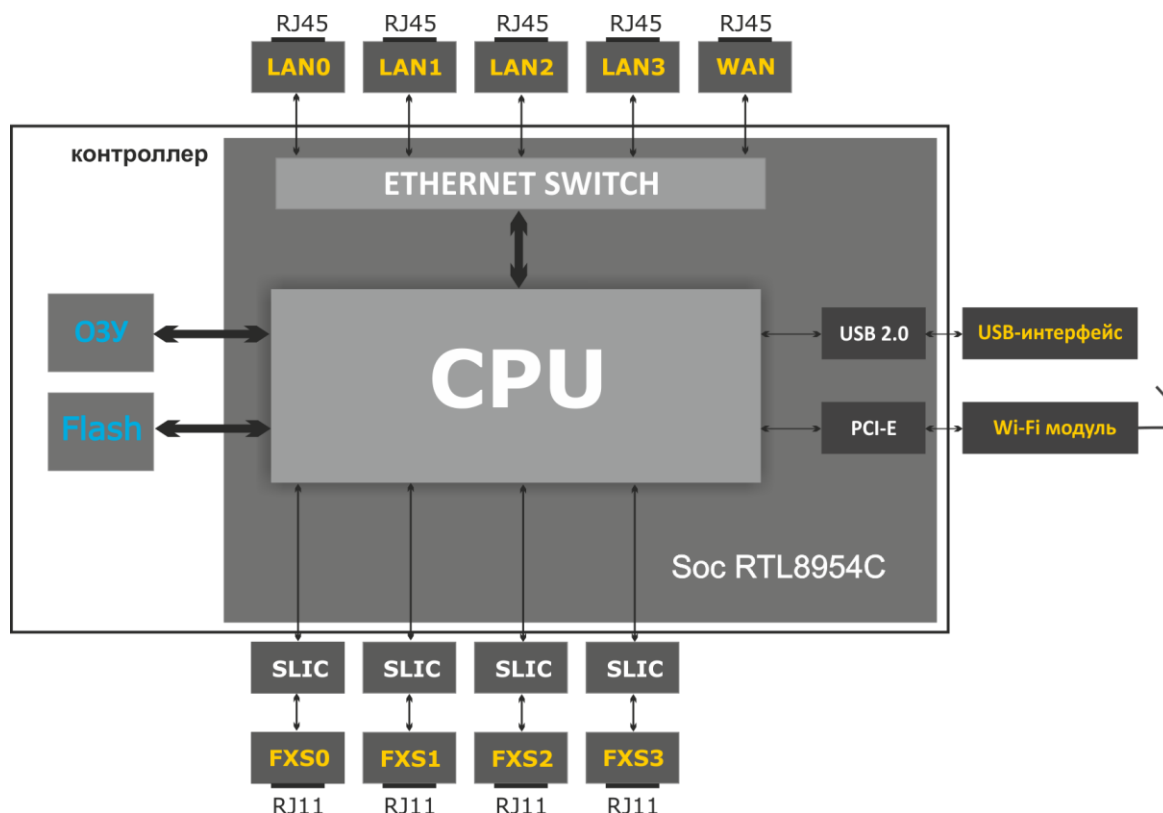 RJ45 RJ45 RJ45 RJ45 RJ45
LAN0 LAN1 LAN2 LAN3 WAN
контроллер
ETHERNET SWITCH
ОЗУ
CPU
USB 2.0
USB-интерфейс
Flash
PCI-E
Wi-Fi модуль
Soc RTL8954C
SLIC SLIC SLIC SLIC
FXS0 FXS1 FXS2 FXS3
RJ11 RJ11 RJ11 RJ11